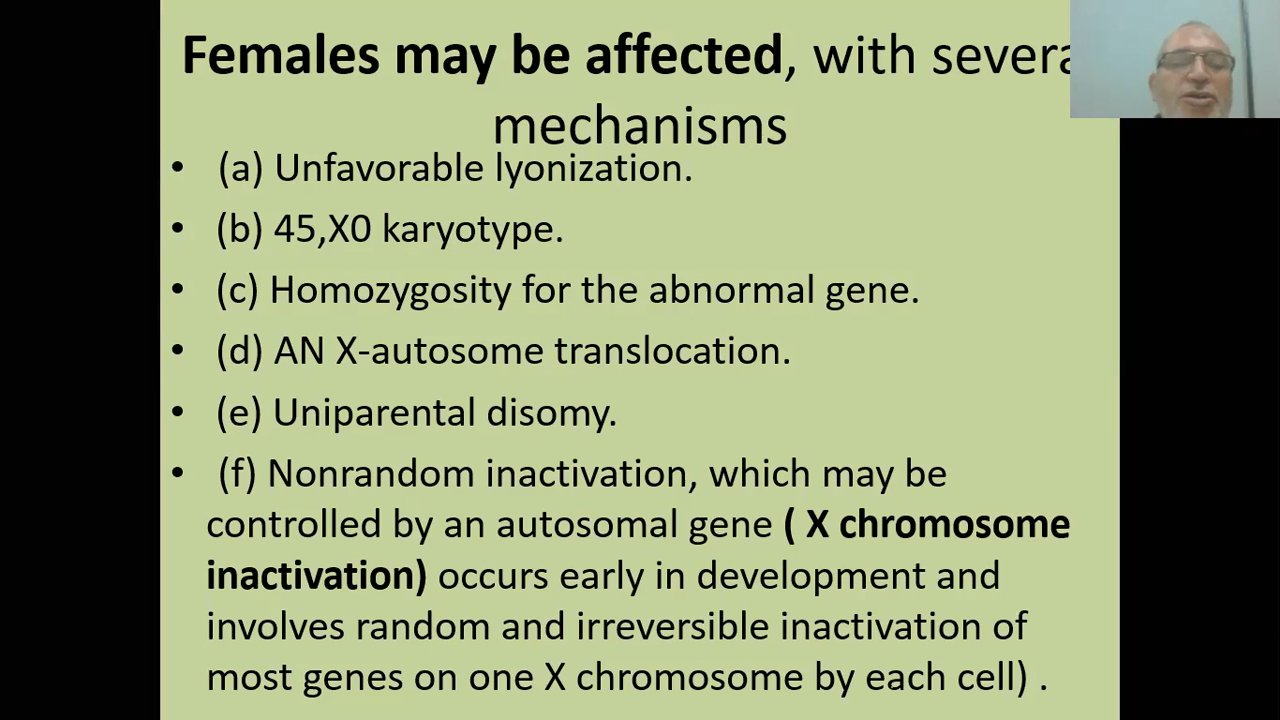 Females may be affected, with severa
mechanisms
• (a) Unfavorable lyonization.
• (b) 45,X0 karyotype.
• (c) Homozygosity for the abnormal gene.
• (d) AN X-autosome translocation.
• (e) Uniparental disomy.
• (f) Nonrandom inactivation, which may be
controlled by an autosomal gene ( X chromosome
inactivation) occurs early in development and
involves random and irreversible inactivation of
most genes on one X chromosome by each cell) .